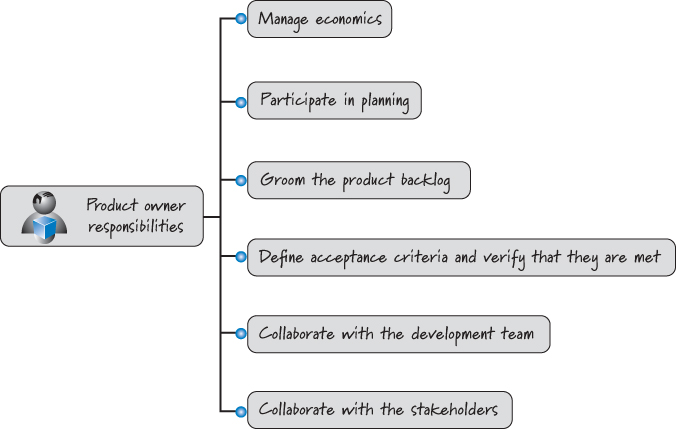 Manage economics
Participate in planning
Groom the product backlog
Product owner
responsibilities
Define acceptance criteria and verify that they are met
Collaborate with the development team
Collaborate with the stakeholders